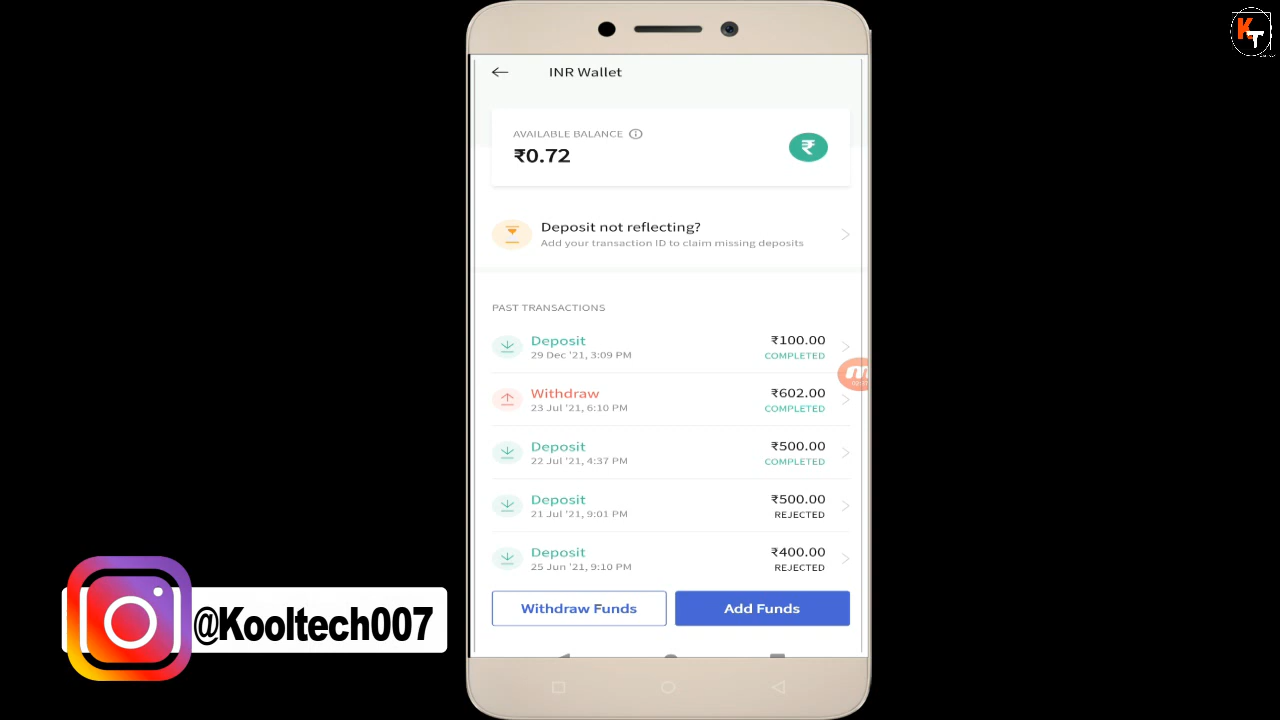 KT
INR Wallet
AVAILABLE BALANCE
₹0.72
₹
Deposit not reflecting?
Add your transaction ID to claim missing deposits
PAST TRANSACTIONS
Deposit ₹100.00
29 Dec '21, 3:09 PM COMPLETED
Withdraw ₹602.00
23 Jul '21, 6:10 PM COMPLETED
Deposit ₹500.00
22 Jul '21, 4:37 PM COMPLETED
Deposit ₹500.00
21 Jul '21, 9:01 PM REJECTED
Deposit ₹400.00
25 Jun '21, 9:10 PM REJECTED
Withdraw Funds Add Funds
@Kooltech007